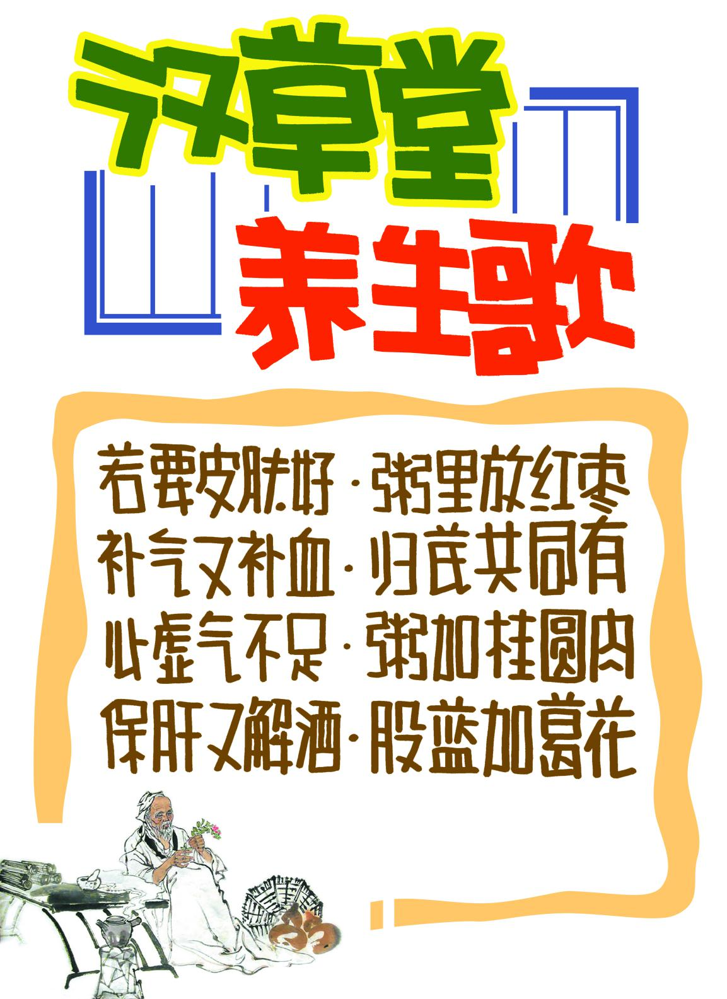 汉草堂
养生歌
若要皮肤好·粥里放红枣
补气又补血·归芪共同有
心虚气不足·粥加桂圆肉
保肝又解酒·股蓝加葛花